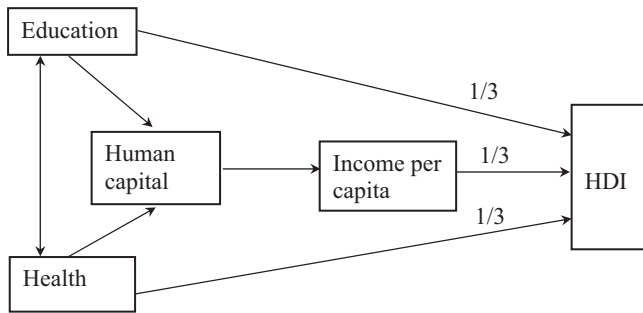 Education
1/3
Human
capital
Income per
capita
1/3
HDI
1/3
Health